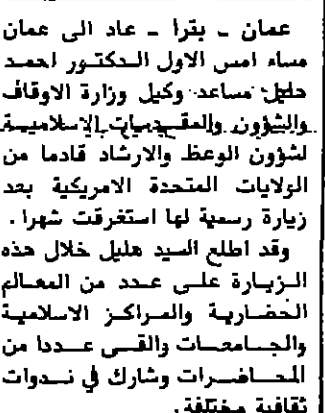 عمان - بترا - عاد الى عمان
مساء امس الاول الدكتور احمد
هليل مساعد وكيل وزارة الاوقاف
والشؤون والمقدسات الاسلامية
لشؤون الوعظ والارشاد قادما من
الولايات المتحدة الامريكية بعد
زيارة رسمية لها استغرقت شهرا.
وقد اطلع السيد هليل خلال هذه
الزيارة على عدد من المعالم
الحضارية والمراكز الاسلامية
والجامعات والقى عددا من
المحاضرات وشارك في ندوات
ثقافية مختلفة.